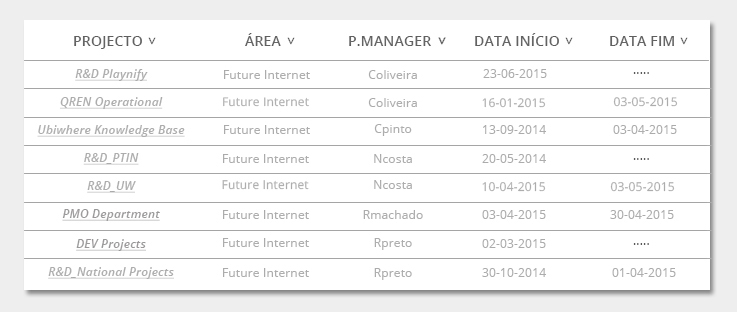 PROJECTO ˅ ÁREA ˅ P.MANAGER ˅ DATA INÍCIO ˅ DATA FIM ˅
R&D Playnify Future Internet Coliveira 23-06-2015 .....
QREN Operational Future Internet Coliveira 16-01-2015 03-05-2015
Ubiwhere Knowledge Base Future Internet Cpinto 13-09-2014 03-04-2015
R&D_PTIN Future Internet Ncosta 20-05-2014 .....
R&D_UW Future Internet Ncosta 10-04-2015 03-05-2015
PMO Department Future Internet Rmachado 03-04-2015 30-04-2015
DEV Projects Future Internet Rpreto 02-03-2015 .....
R&D_National Projects Future Internet Rpreto 30-10-2014 01-04-2015